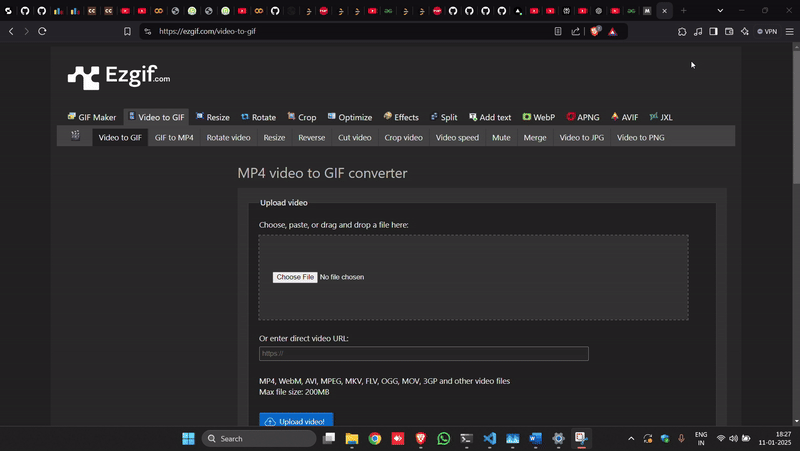 https://ezgif.com/video-to-gif
VPN
Ezgif.com
GIF Maker Video to GIF Resize Rotate Crop Optimize Effects Split Add text WebP APNG AVIF JXL
Video to GIF GIF to MP4 Rotate video Resize Reverse Cut video Crop video Video speed Mute Merge Video to JPG Video to PNG
MP4 video to GIF converter
Upload video
Choose, paste, or drag and drop a file here:
Choose File No file chosen
Or enter direct video URL:
https://
MP4, WebM, AVI, MPEG, MKV, FLV, OGG, MOV, 3GP and other video files
Max file size: 200MB
Upload video!
Search
ENG
IN
18:27
11-01-2025